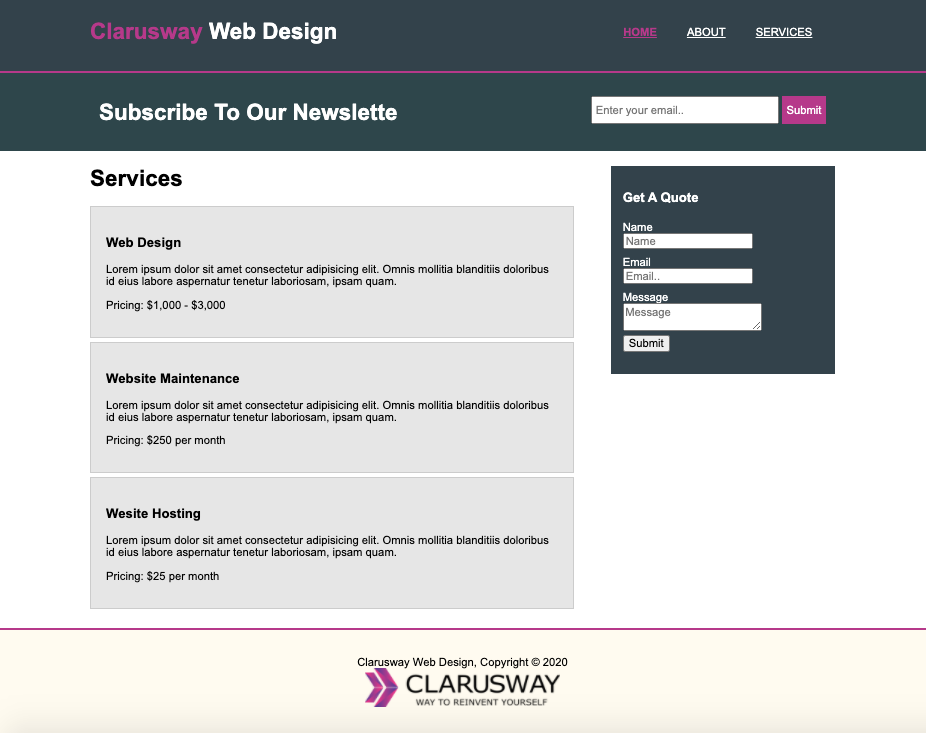 Clarusway Web Design
HOME ABOUT SERVICES
Subscribe To Our Newslette
Enter your email.. Submit
Services
Web Design
Lorem ipsum dolor sit amet consectetur adipisicing elit. Omnis mollitia blanditiis doloribus
id eius labore aspernatur tenetur laboriosam, ipsam quam.
Pricing: $1,000 - $3,000
Website Maintenance
Lorem ipsum dolor sit amet consectetur adipisicing elit. Omnis mollitia blanditiis doloribus
id eius labore aspernatur tenetur laboriosam, ipsam quam.
Pricing: $250 per month
Wesite Hosting
Lorem ipsum dolor sit amet consectetur adipisicing elit. Omnis mollitia blanditiis doloribus
id eius labore aspernatur tenetur laboriosam, ipsam quam.
Pricing: $25 per month
Get A Quote
Name
Name
Email
Email..
Message
Message
Submit
Clarusway Web Design, Copyright © 2020
CLARUSWAY
WAY TO REINVENT YOURSELF